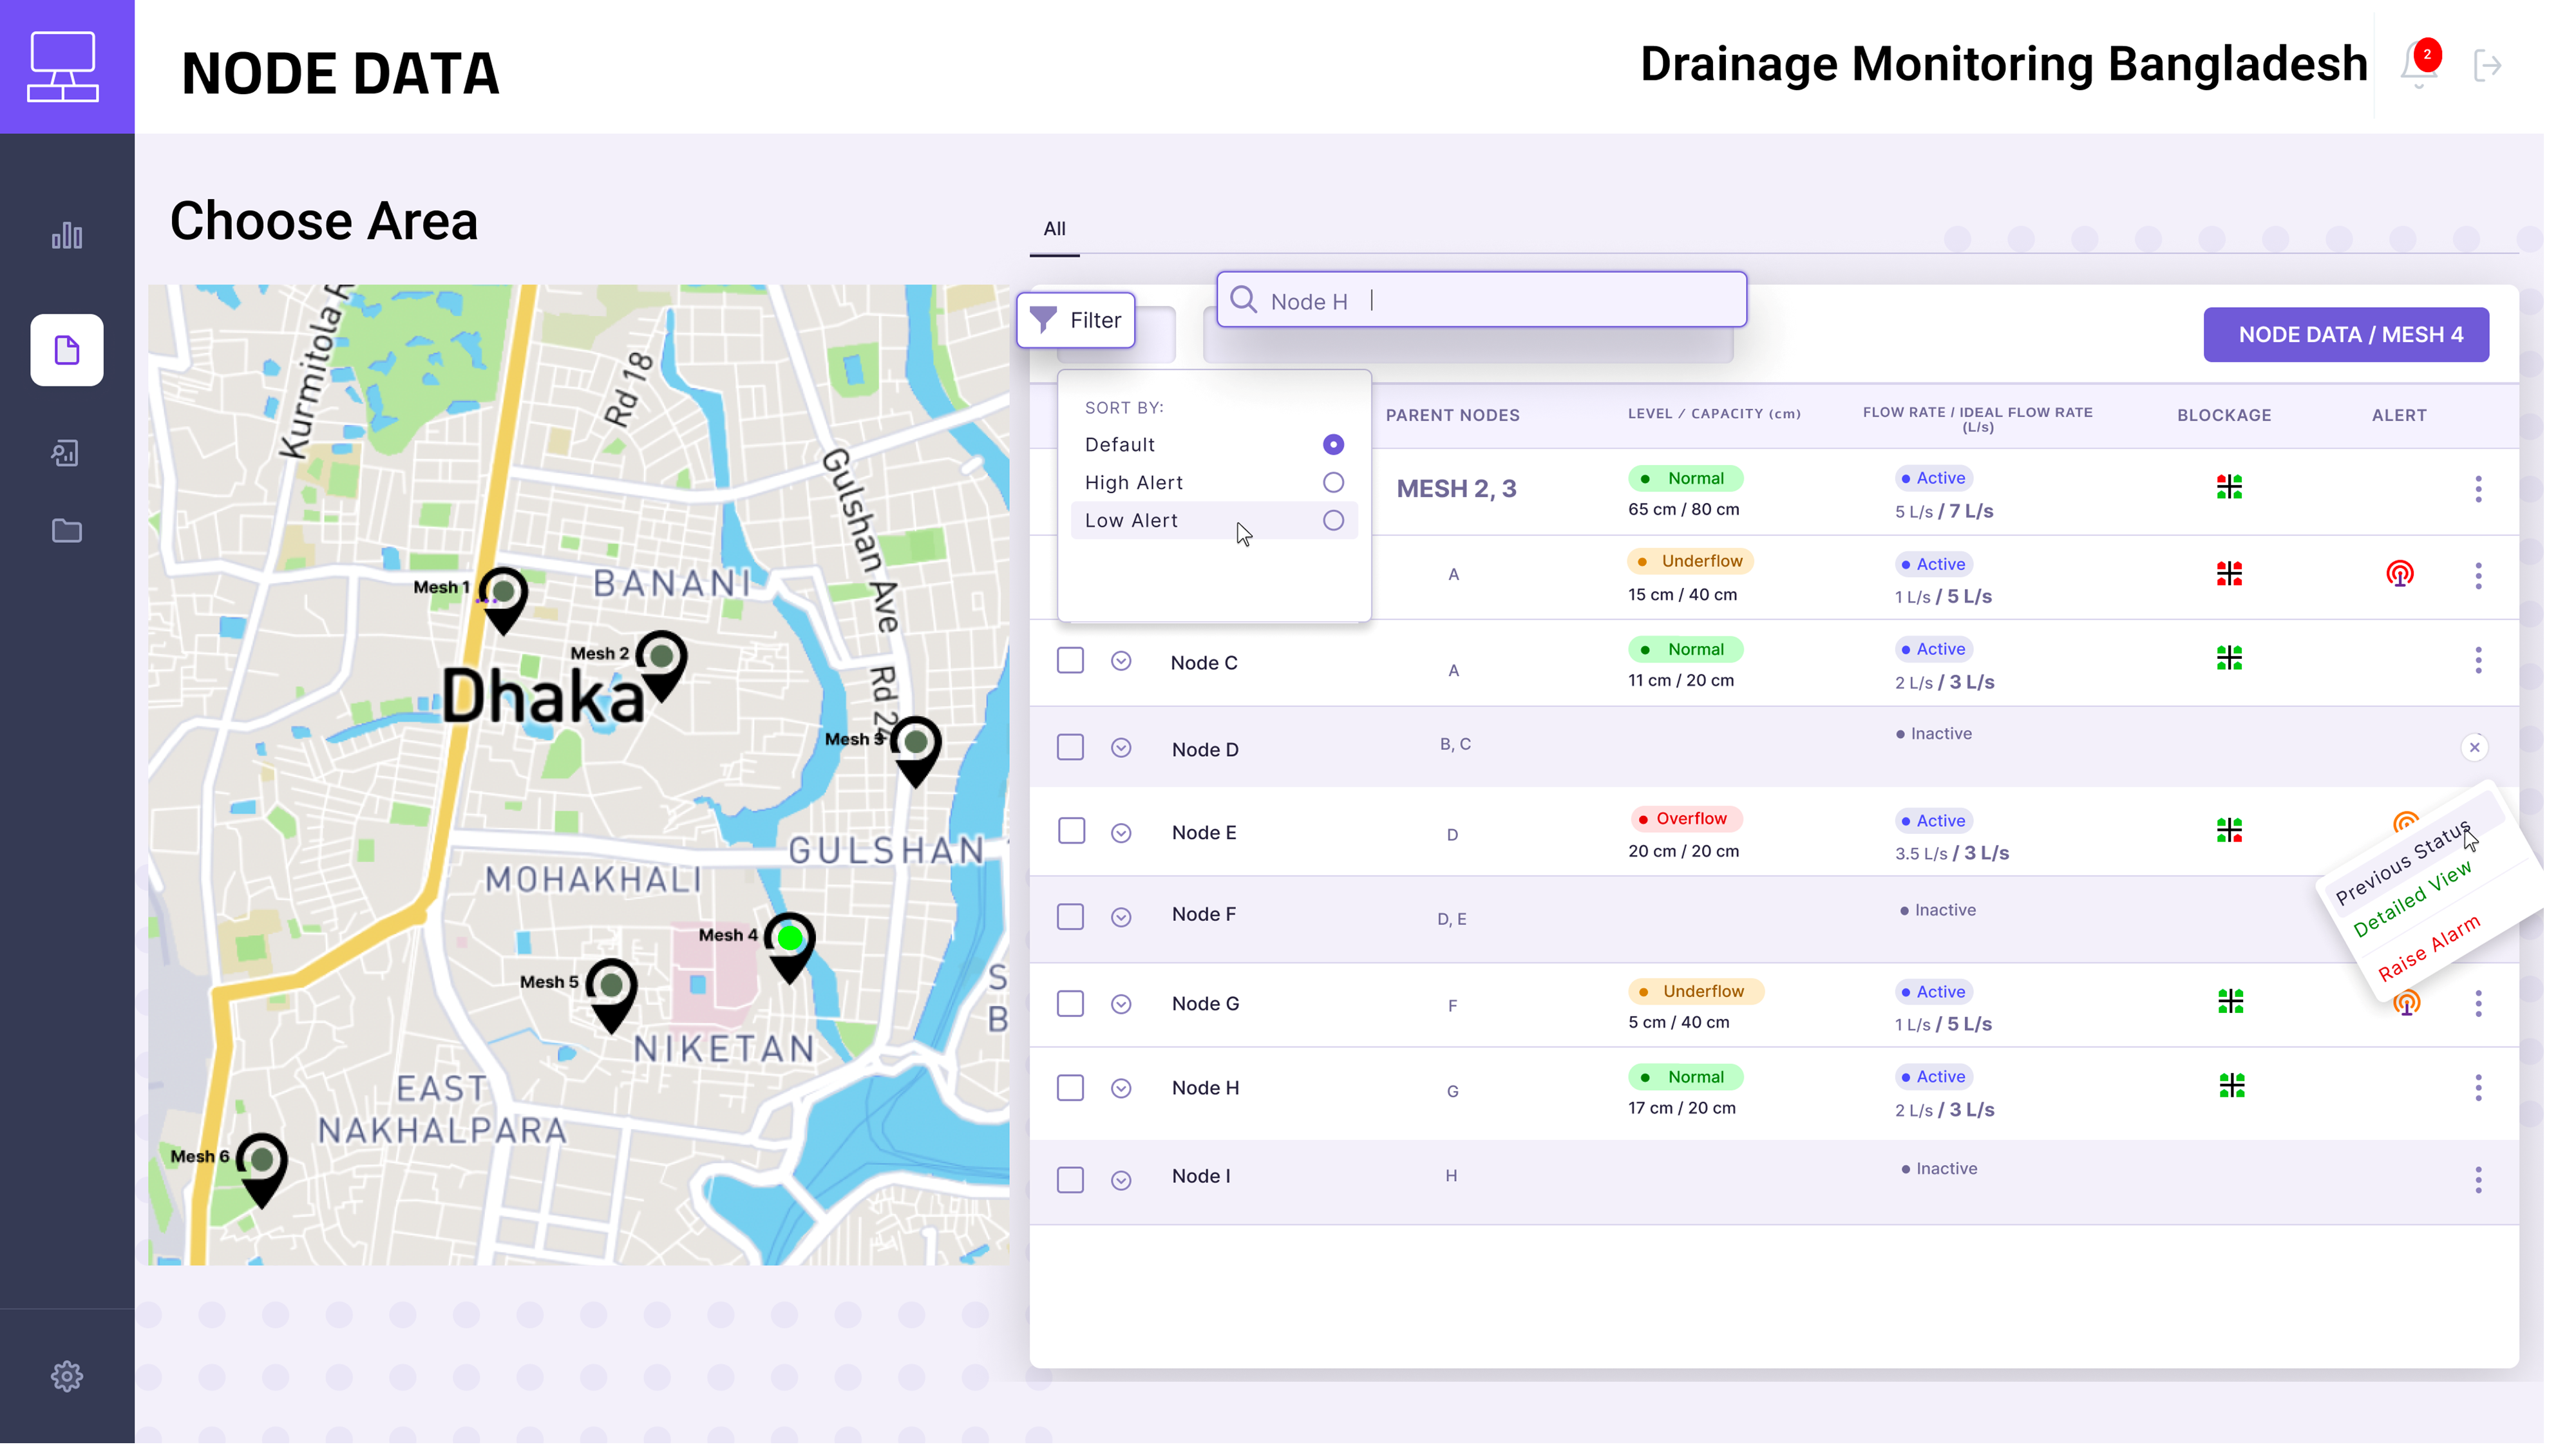 NODE DATA
Drainage Monitoring Bangladesh
2
Choose Area
Kurmitola
Rd 18
Gulshan Ave
Rd 24
Mesh 1
BANANI
Mesh 2
Dhaka
Mesh 3
GULSHAN
MOHAKHALI
Mesh 4
Mesh 5
S
B
NIKETAN
EAST
NAKHALPARA
Mesh 6
All
Filter
Node H
NODE DATA / MESH 4
SORT BY:
Default
High Alert
Low Alert
PARENT NODES
LEVEL / CAPACITY (cm)
FLOW RATE / IDEAL FLOW RATE
(L/s)
BLOCKAGE
ALERT
MESH 2, 3
Normal
65 cm / 80 cm
Active
5 L/s / 7 L/s
A
Underflow
15 cm / 40 cm
Active
1 L/s / 5 L/s
Node C
A
Normal
11 cm / 20 cm
Active
2 L/s / 3 L/s
Node D
B, C
Inactive
Node E
D
Overflow
20 cm / 20 cm
Active
3.5 L/s / 3 L/s
Previous Status
Detailed View
Raise Alarm
Node F
D, E
Inactive
Node G
F
Underflow
5 cm / 40 cm
Active
1 L/s / 5 L/s
Node H
G
Normal
17 cm / 20 cm
Active
2 L/s / 3 L/s
Node I
H
Inactive